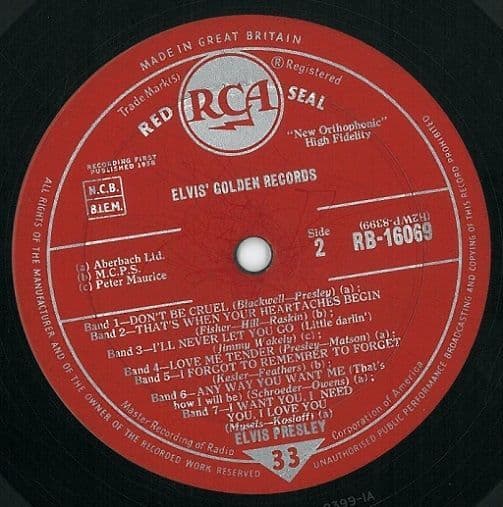 MADE IN GREAT BRITAIN
Trade Mark(s)
® Registered
RED
RCA
SEAL
"New Orthophonic"
High Fidelity
RECORDING FIRST
PUBLISHED 1958
N.C.B.
B.I.E.M.
ELVIS' GOLDEN RECORDS
(a) Aberbach Ltd.
(b) M.C.P.S.
(c) Peter Maurice
Side
2
(J2WP-8399)
RB-16069
Band 1—DON'T BE CRUEL (Blackwell—Presley) (a) ;
Band 2—THAT'S WHEN YOUR HEARTACHES BEGIN
(Fisher—Hill—Raskin) (b) ;
Band 3—I'LL NEVER LET YOU GO (Little darlin')
(Jimmy Wakely) (c) ;
Band 4—LOVE ME TENDER (Presley—Matson) (a) ;
Band 5—I FORGOT TO REMEMBER TO FORGET
(Kesler—Feathers) (b) ;
Band 6—ANY WAY YOU WANT ME (That's
how I will be) (Schroeder—Owens) (a) ;
Band 7—I WANT YOU, I NEED
YOU, I LOVE YOU
(Mysels—Kosloff) (a)
ELVIS PRESLEY
Master Recording of Radio
Corporation of America
33
ALL RIGHTS OF THE MANUFACTURER AND OF THE OWNER OF THE RECORDED WORK RESERVED
UNAUTHORISED PUBLIC PERFORMANCE BROADCASTING AND COPYING OF THIS RECORD PROHIBITED